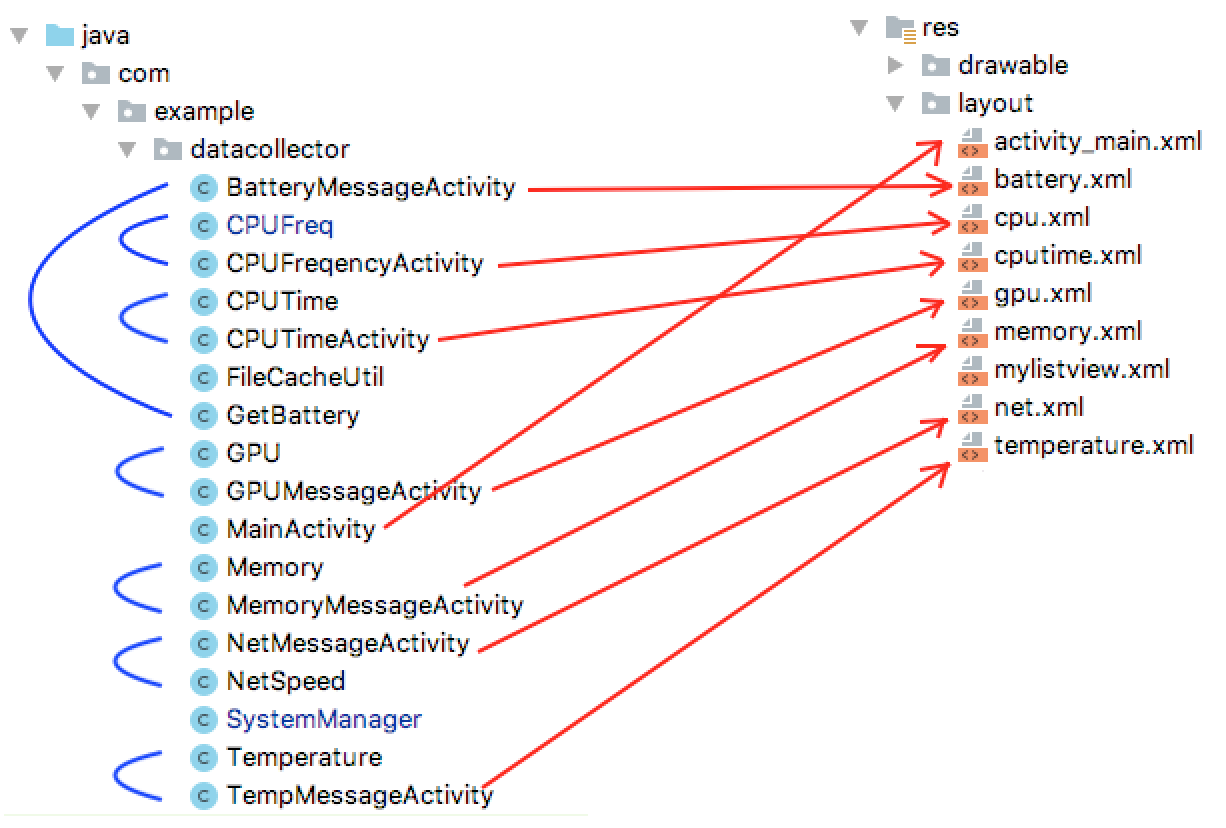 java
com
example
datacollector
BatteryMessageActivity
CPUFreq
CPUFreqencyActivity
CPUTime
CPUTimeActivity
FileCacheUtil
GetBattery
GPU
GPUMessageActivity
MainActivity
Memory
MemoryMessageActivity
NetMessageActivity
NetSpeed
SystemManager
Temperature
TempMessageActivity
res
drawable
layout
activity_main.xml
battery.xml
cpu.xml
cputime.xml
gpu.xml
memory.xml
mylistview.xml
net.xml
temperature.xml